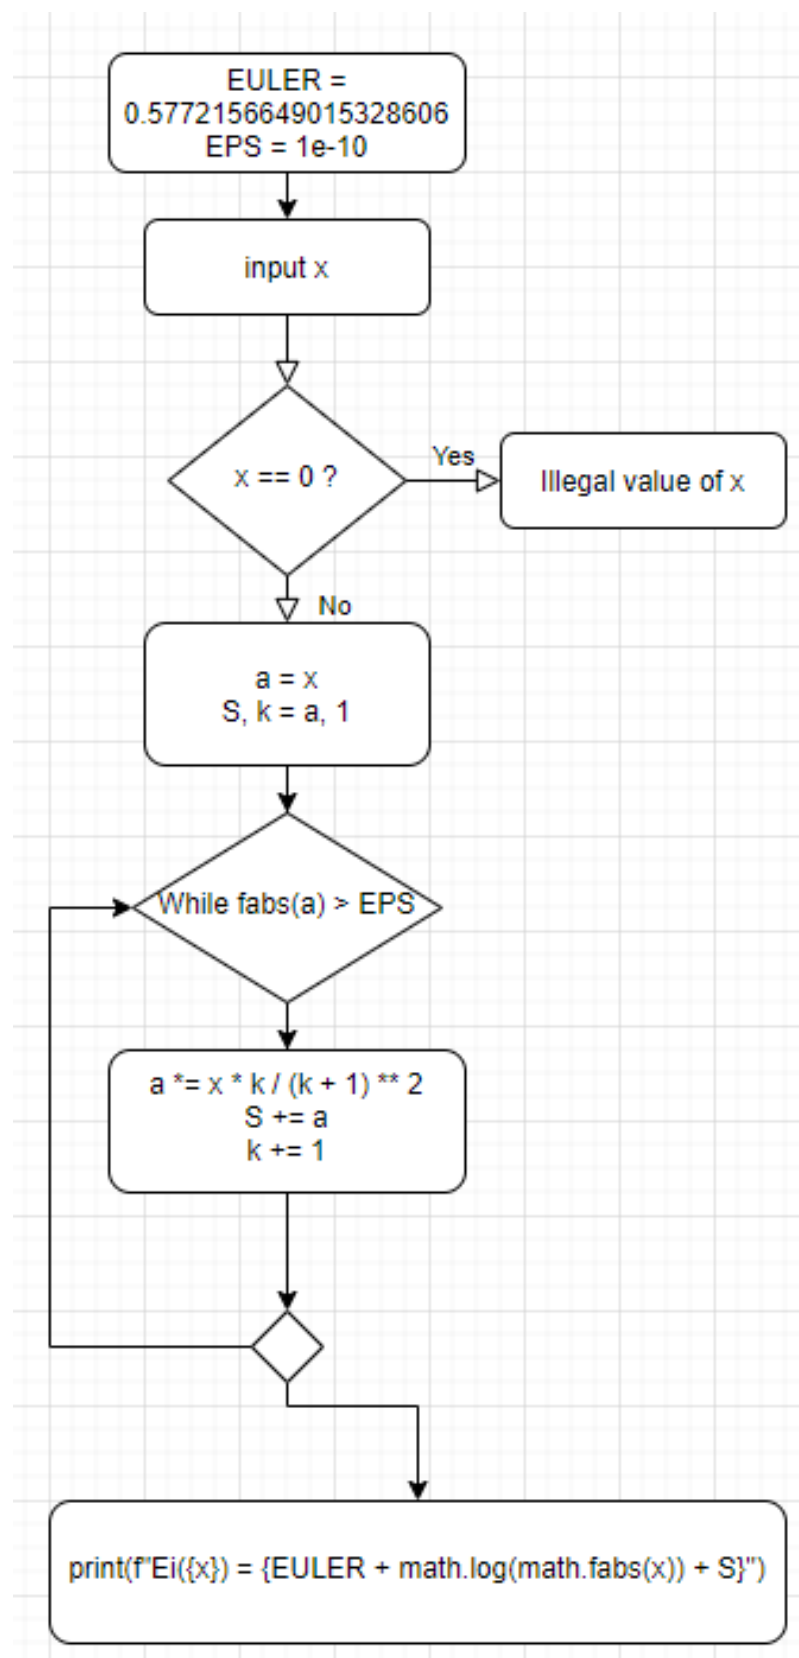 EULER =
0.5772156649015328606
EPS = 1e-10
input x
x == 0 ?
Yes
Illegal value of x
No
a = x
S, k = a, 1
While fabs(a) > EPS
a *= x * k / (k + 1) ** 2
S += a
k += 1
print(f"Ei({x}) = {EULER + math.log(math.fabs(x)) + S}")